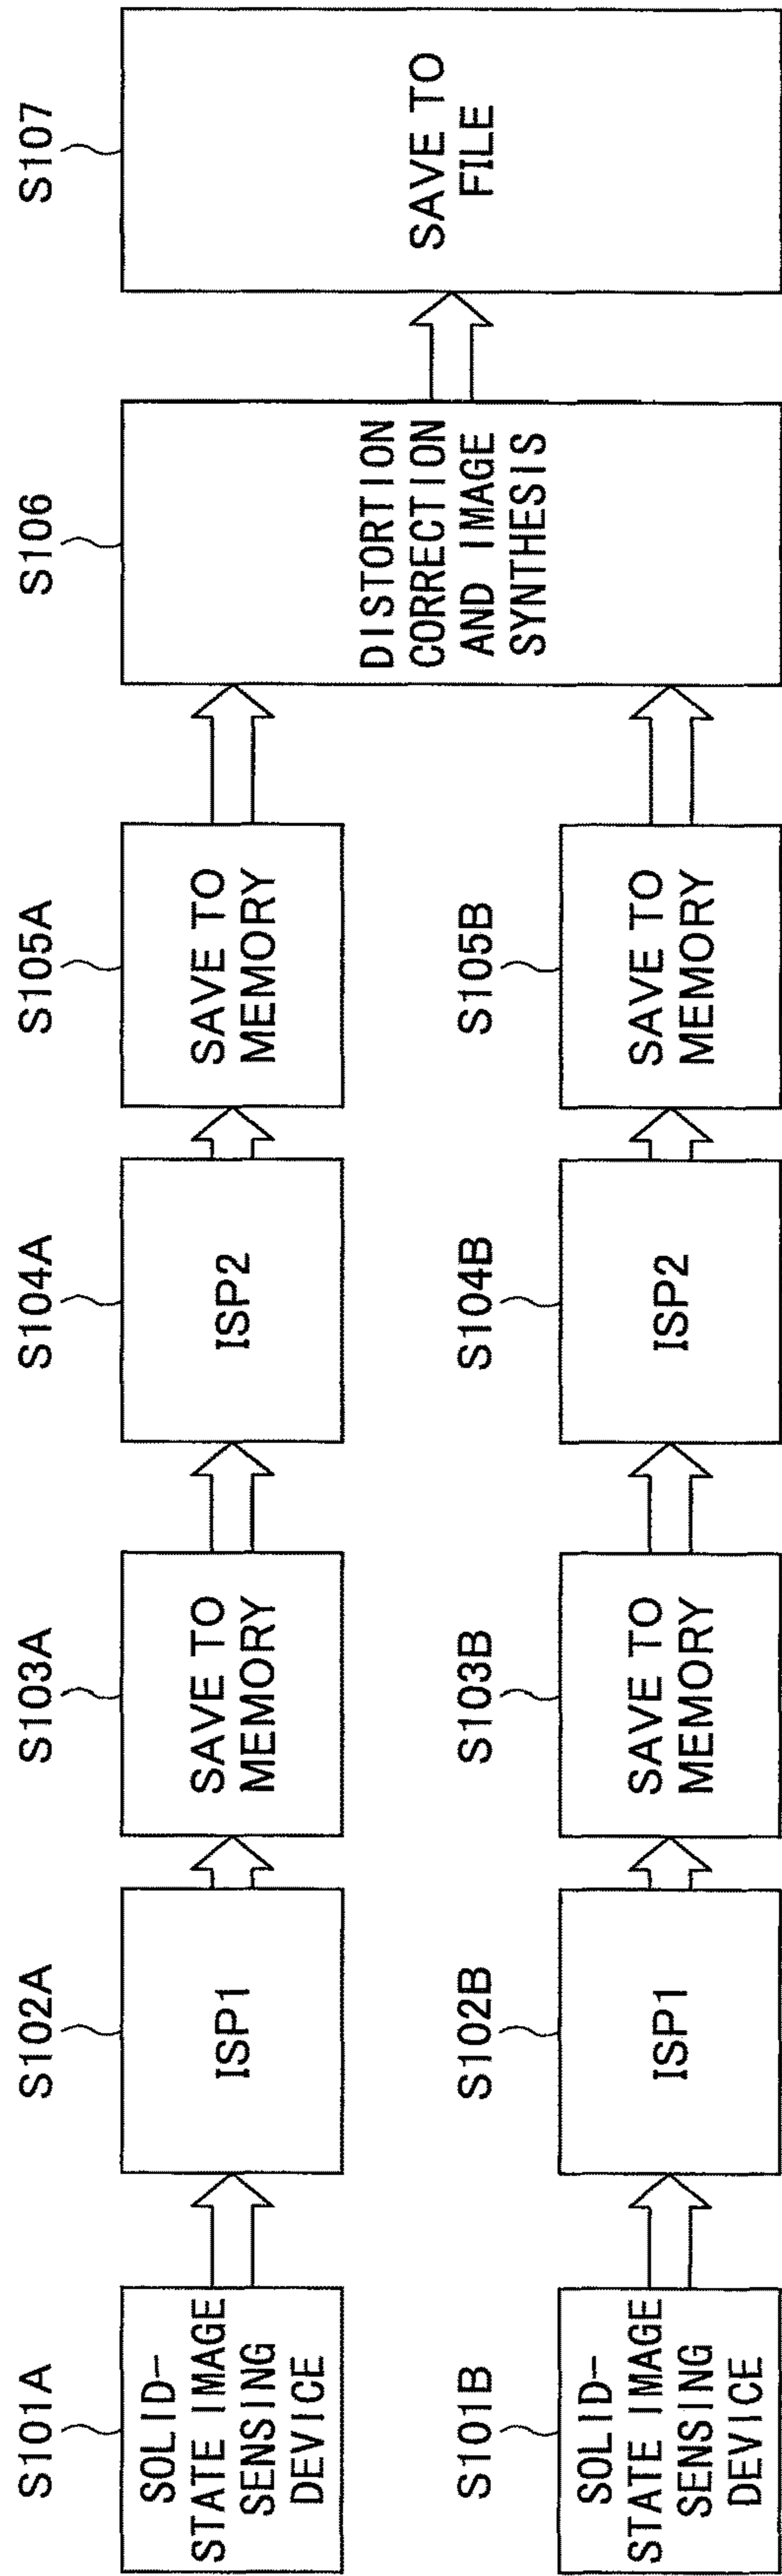 S101A
SOLID-
STATE IMAGE
SENSING
DEVICE
S102A
ISP1
S103A
SAVE TO
MEMORY
S104A
ISP2
S105A
SAVE TO
MEMORY
S101B
SOLID-
STATE IMAGE
SENSING
DEVICE
S102B
ISP1
S103B
SAVE TO
MEMORY
S104B
ISP2
S105B
SAVE TO
MEMORY
S106
DISTORTION
CORRECTION
AND IMAGE
SYNTHESIS
S107
SAVE TO
FILE